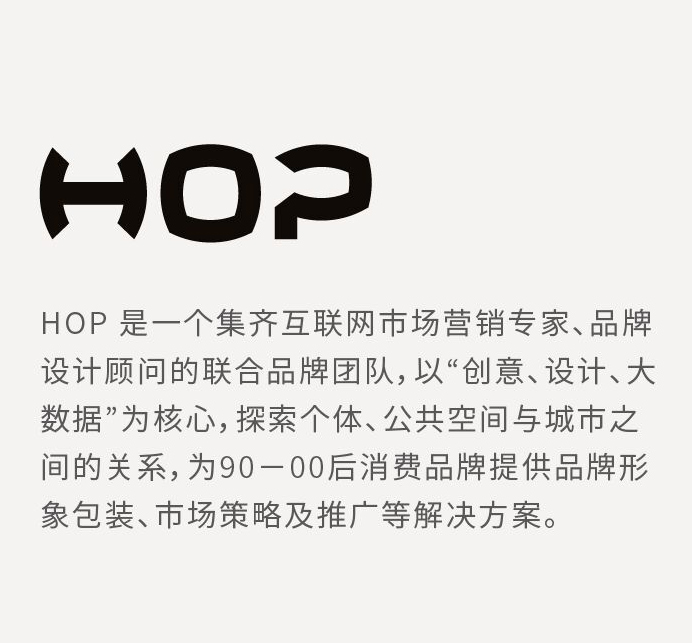 HOP
HOP 是一个集齐互联网市场营销专家、品牌
设计顾问的联合品牌团队，以“创意、设计、大
数据”为核心，探索个体、公共空间与城市之
间的关系，为90－00后消费品牌提供品牌形
象包装、市场策略及推广等解决方案。